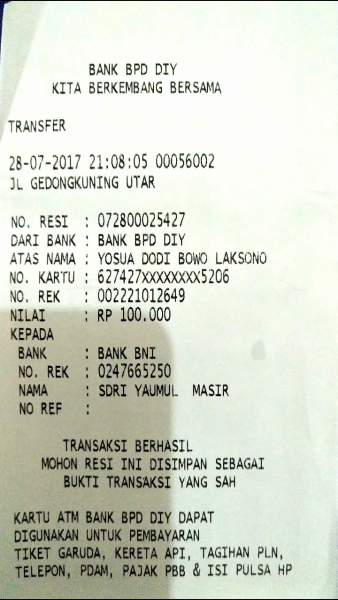 BANK BPD DIY
KITA BERKEMBANG BERSAMA
TRANSFER
28-07-2017 21:08:05 00056002
JL GEDONGKUNING UTAR
NO. RESI : 072800025427
DARI BANK : BANK BPD DIY
ATAS NAMA : YOSUA DODI BOWO LAKSONO
NO. KARTU : 627427XXXXXXXX5206
NO. REK : 002221012649
NILAI : RP 100.000
KEPADA
BANK : BANK BNI
NO. REK : 0247665250
NAMA : SDRI YAUMUL MASIR
NO REF :
TRANSAKSI BERHASIL
MOHON RESI INI DISIMPAN SEBAGAI
BUKTI TRANSAKSI YANG SAH
KARTU ATM BANK BPD DIY DAPAT
DIGUNAKAN UNTUK PEMBAYARAN
TIKET GARUDA, KERETA API, TAGIHAN PLN,
TELEPON, PDAM, PAJAK PBB & ISI PULSA HP